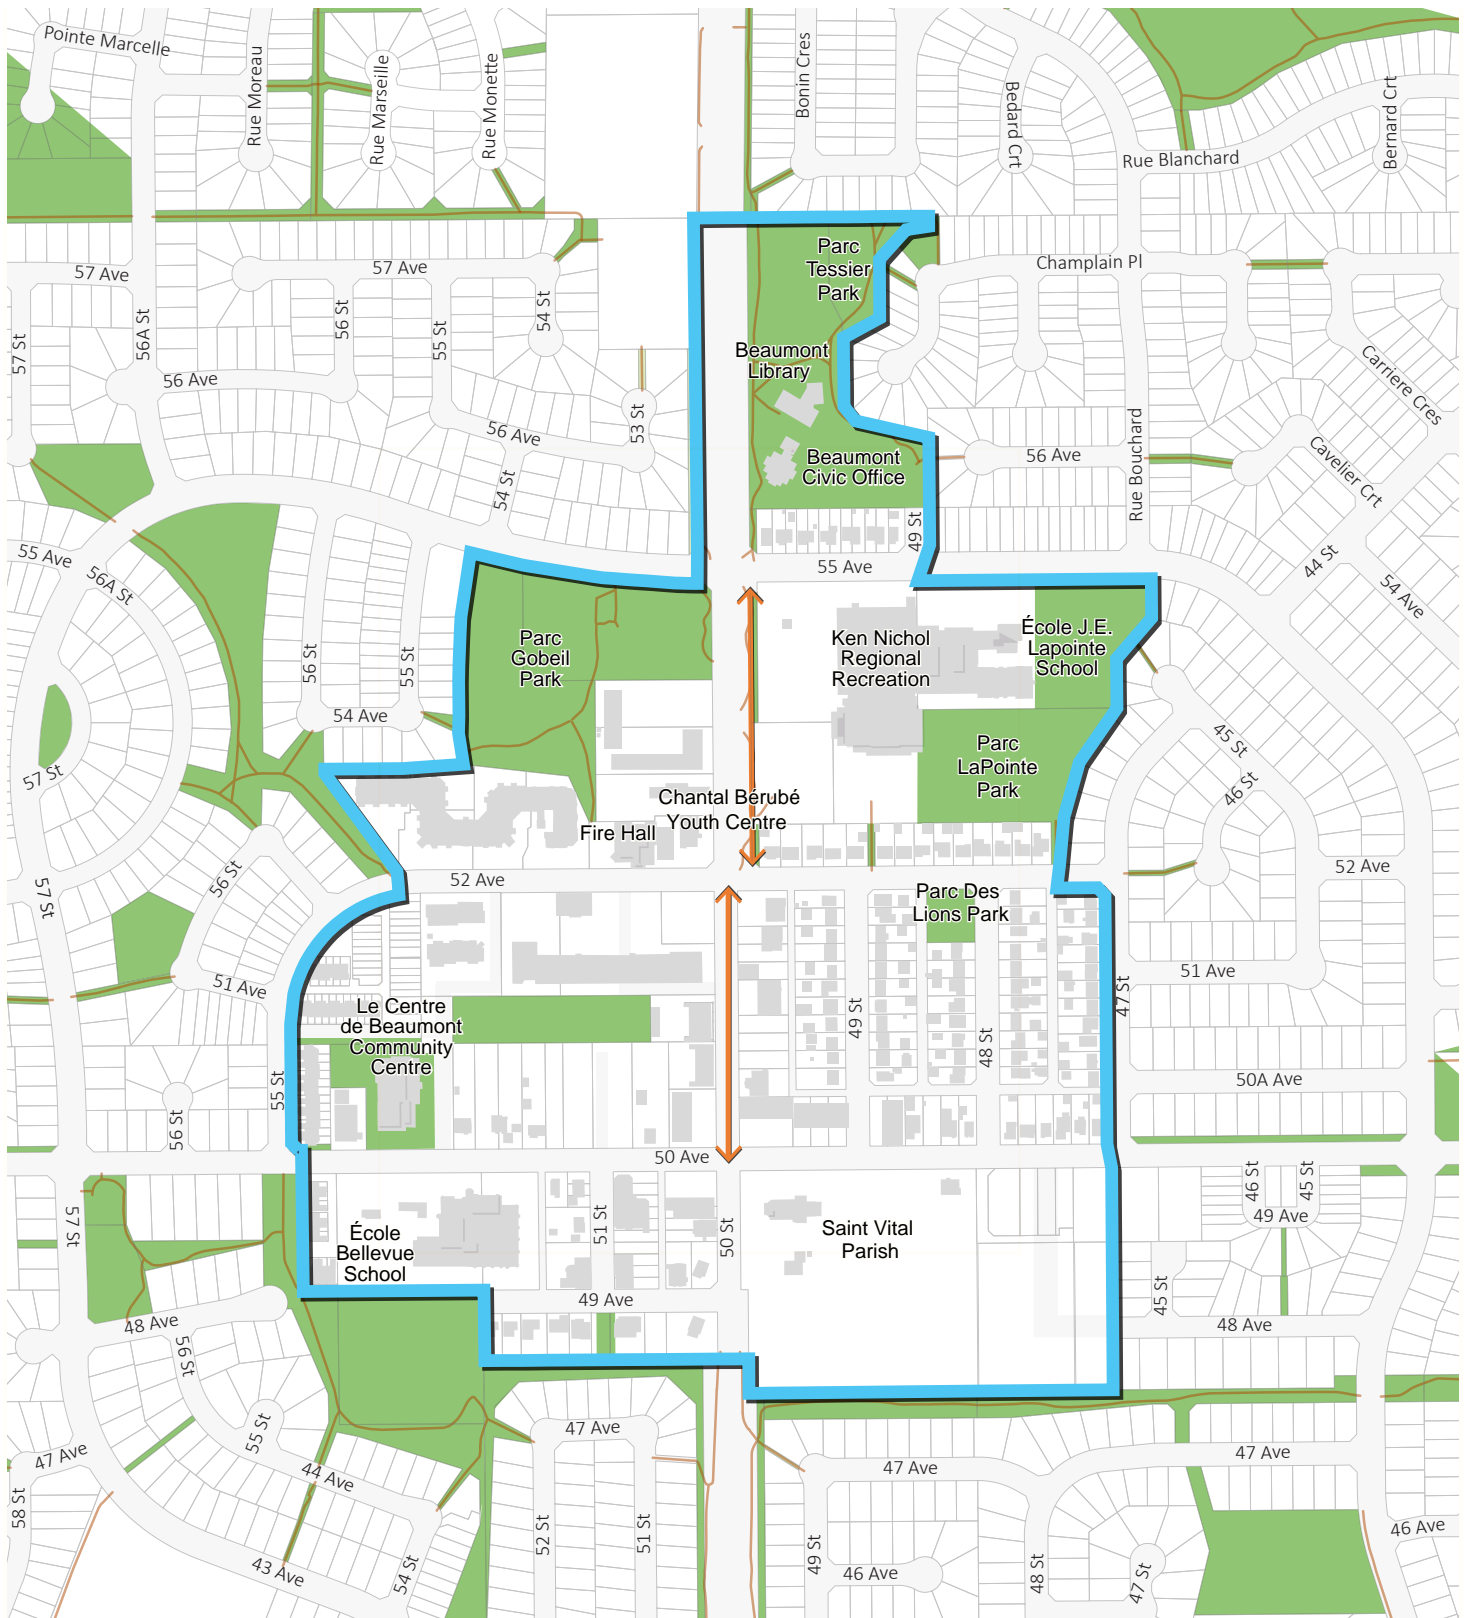 Pointe Marcelle
Rue Moreau
Rue Marseille
Rue Monette
Bonin Cres
Bedard Crt
Rue Blanchard
Bernard Crt
57 Ave
57 Ave
56A St
57 St
56 St
55 St
54 St
Parc
Tessier
Park
Champlain Pl
Beaumont
Library
56 Ave
53 St
56 Ave
54 St
Carriere Cres
Cavelier Crt
Rue Bouchard
56 Ave
Beaumont
Civic Office
49 St
55 Ave
55 Ave
56A St
44 St
54 Ave
Parc
Gobeil
Park
Ken Nichol
Regional
Recreation
École J.E.
Lapointe
School
56 St
55 St
54 Ave
57 St
Parc
LaPointe
Park
45 St
46 St
Chantal Bérubé
Youth Centre
Fire Hall
52 Ave
52 Ave
56 St
57 St
Parc Des
Lions Park
51 Ave
51 Ave
47 St
Le Centre
de Beaumont
Community
Centre
49 St
48 St
55 St
56 St
50A Ave
50 Ave
57 St
École
Bellevue
School
51 St
50 St
Saint Vital
Parish
46 St
45 St
49 Ave
45 St
49 Ave
48 Ave
48 Ave
56 St
55 St
47 Ave
47 Ave
44 Ave
58 St
43 Ave
54 St
52 St
51 St
47 Ave
47 Ave
49 St
46 Ave
48 St
47 St
46 Ave